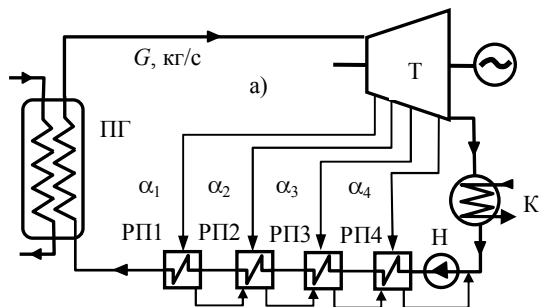 G, кг/с
Т
а)
ПГ
α1 α2 α3 α4
К
РП1 РП2 РП3 РП4 Н